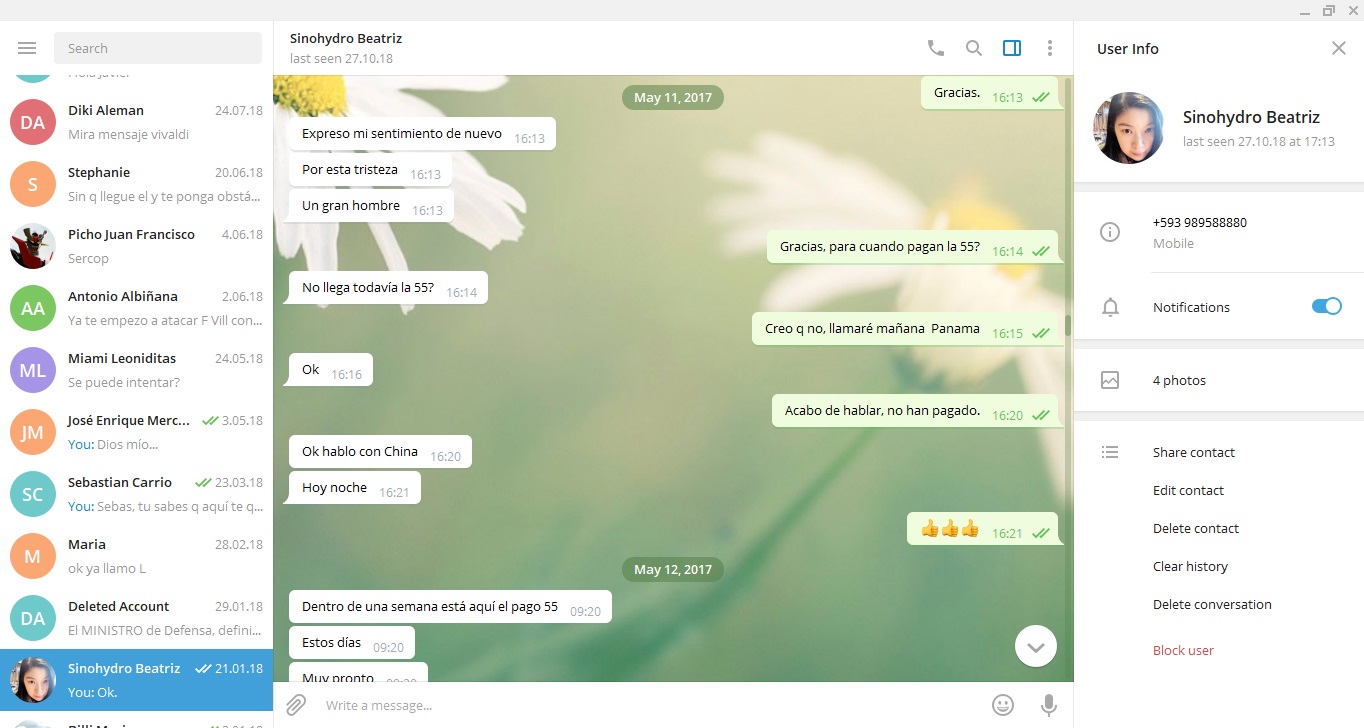 Search
Hola Javier
Diki Aleman 24.07.18
Mira mensaje vivaldi
DA
Stephanie 20.06.18
Sin q llegue el y te ponga obstá...
S
Picho Juan Francisco 4.06.18
Sercop
Antonio Albiñana 2.06.18
Ya te empezo a atacar F Vill con...
AA
Miami Leoniditas 24.05.18
Se puede intentar?
ML
José Enrique Merc... 3.05.18
You: Dios mío...
JM
Sebastian Carrio 23.03.18
You: Sebas, tu sabes q aquí te q...
SC
Maria 28.02.18
ok ya llamo L
M
Deleted Account 29.01.18
El MINISTRO de Defensa, defini...
DA
Sinohydro Beatriz 21.01.18
You: Ok.
Sinohydro Beatriz
last seen 27.10.18
Gracias. 16:13
May 11, 2017
Expreso mi sentimiento de nuevo 16:13
Por esta tristeza 16:13
Un gran hombre 16:13
Gracias, para cuando pagan la 55? 16:14
No llega todavía la 55? 16:14
Creo q no, llamaré mañana Panama 16:15
Ok 16:16
Acabo de hablar, no han pagado. 16:20
Ok hablo con China 16:20
Hoy noche 16:21
👍👍👍 16:21
May 12, 2017
Dentro de una semana está aquí el pago 55 09:20
Estos días 09:20
Muy pronto 09:20
Write a message...
User Info
Sinohydro Beatriz
last seen 27.10.18 at 17:13
+593 989588880
Mobile
Notifications
4 photos
Share contact
Edit contact
Delete contact
Clear history
Delete conversation
Block user